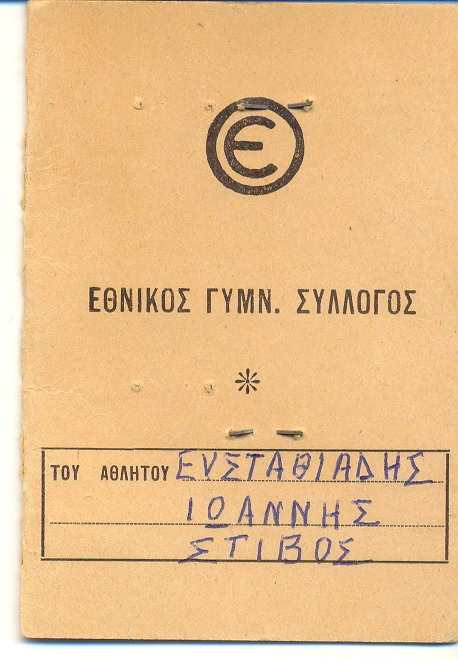 Ε
ΕΘΝΙΚΟΣ ΓΥΜΝ. ΣΥΛΛΟΓΟΣ
ΤΟΥ ΑΘΛΗΤΟΥ ΕΥΣΤΑΘΙΑΔΗΣ
ΙΩΑΝΝΗΣ
ΣΤΙΒΟΣ